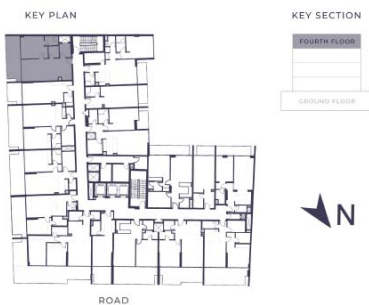 KEY PLAN
KEY SECTION
FOURTH FLOOR
GROUND FLOOR
N
ROAD